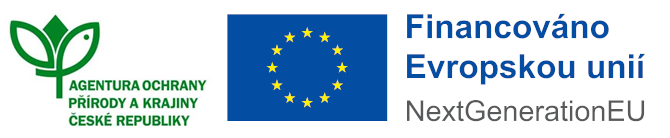 AGENTURA OCHRANY
PŘÍRODY A KRAJINY
ČESKÉ REPUBLIKY
Financováno
Evropskou unií
NextGenerationEU